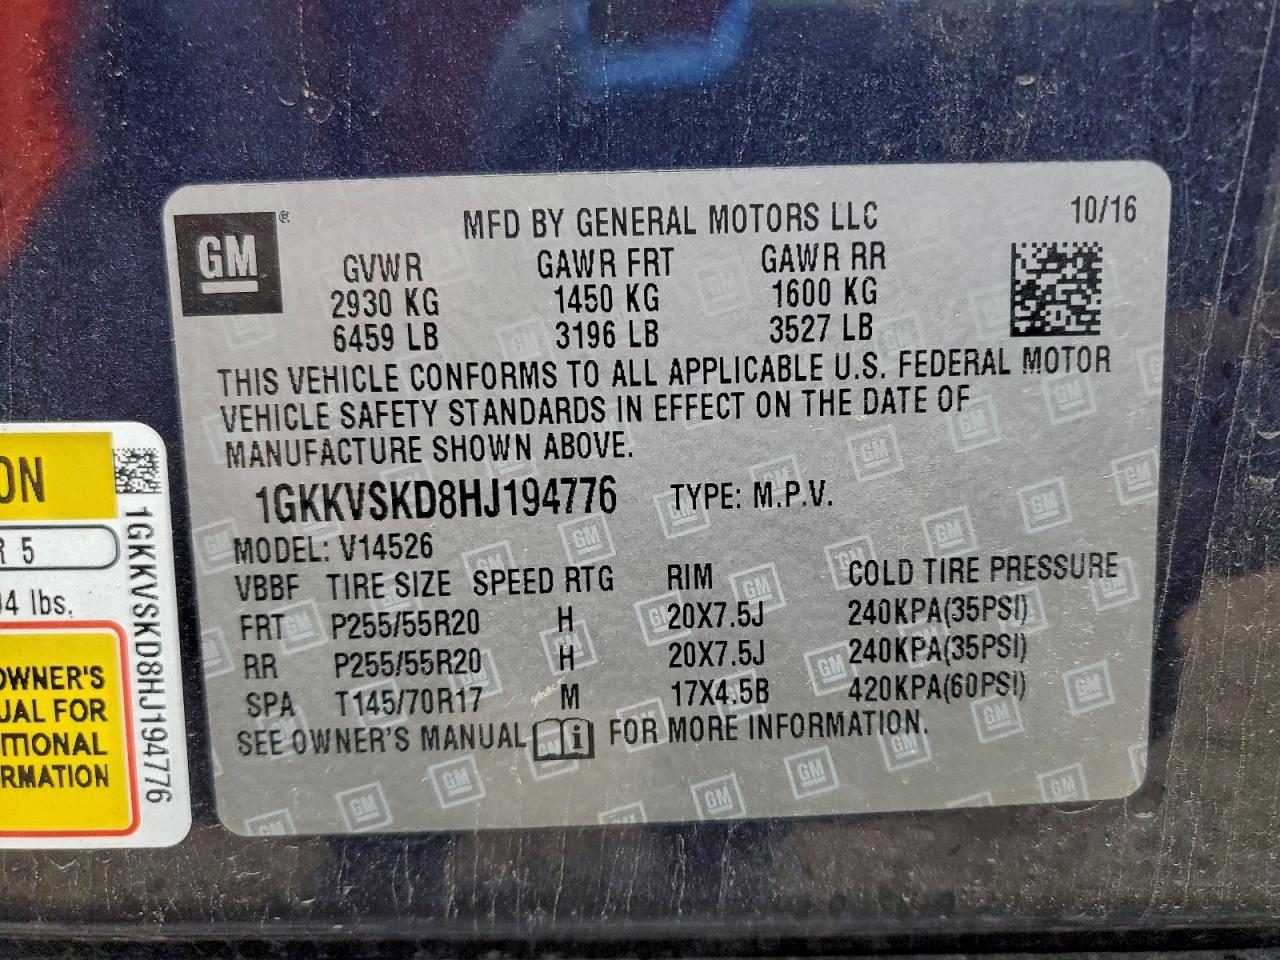 GM ®
MFD BY GENERAL MOTORS LLC 10/16
GVWR GAWR FRT GAWR RR
2930 KG 1450 KG 1600 KG
6459 LB 3196 LB 3527 LB
THIS VEHICLE CONFORMS TO ALL APPLICABLE U.S. FEDERAL MOTOR
VEHICLE SAFETY STANDARDS IN EFFECT ON THE DATE OF
MANUFACTURE SHOWN ABOVE.
1GKKVSKD8HJ194776 TYPE: M.P.V.
MODEL: V14526
VBBF TIRE SIZE SPEED RTG RIM COLD TIRE PRESSURE
FRT P255/55R20 H 20X7.5J 240KPA(35PSI)
RR P255/55R20 H 20X7.5J 240KPA(35PSI)
SPA T145/70R17 M 17X4.5B 420KPA(60PSI)
SEE OWNER'S MANUAL i FOR MORE INFORMATION.
ON
R 5
04 lbs.
OWNER'S
UAL FOR
ITIONAL
RMATION
1GKKVSKD8HJ194776